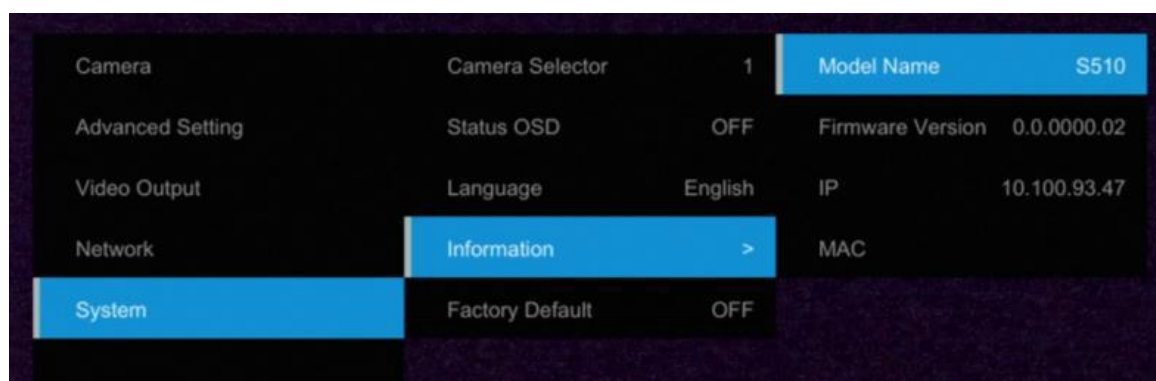 Camera
Advanced Setting
Video Output
Network
System
Camera Selector 1
Status OSD OFF
Language English
Information >
Factory Default OFF
Model Name S510
Firmware Version 0.0.0000.02
IP 10.100.93.47
MAC